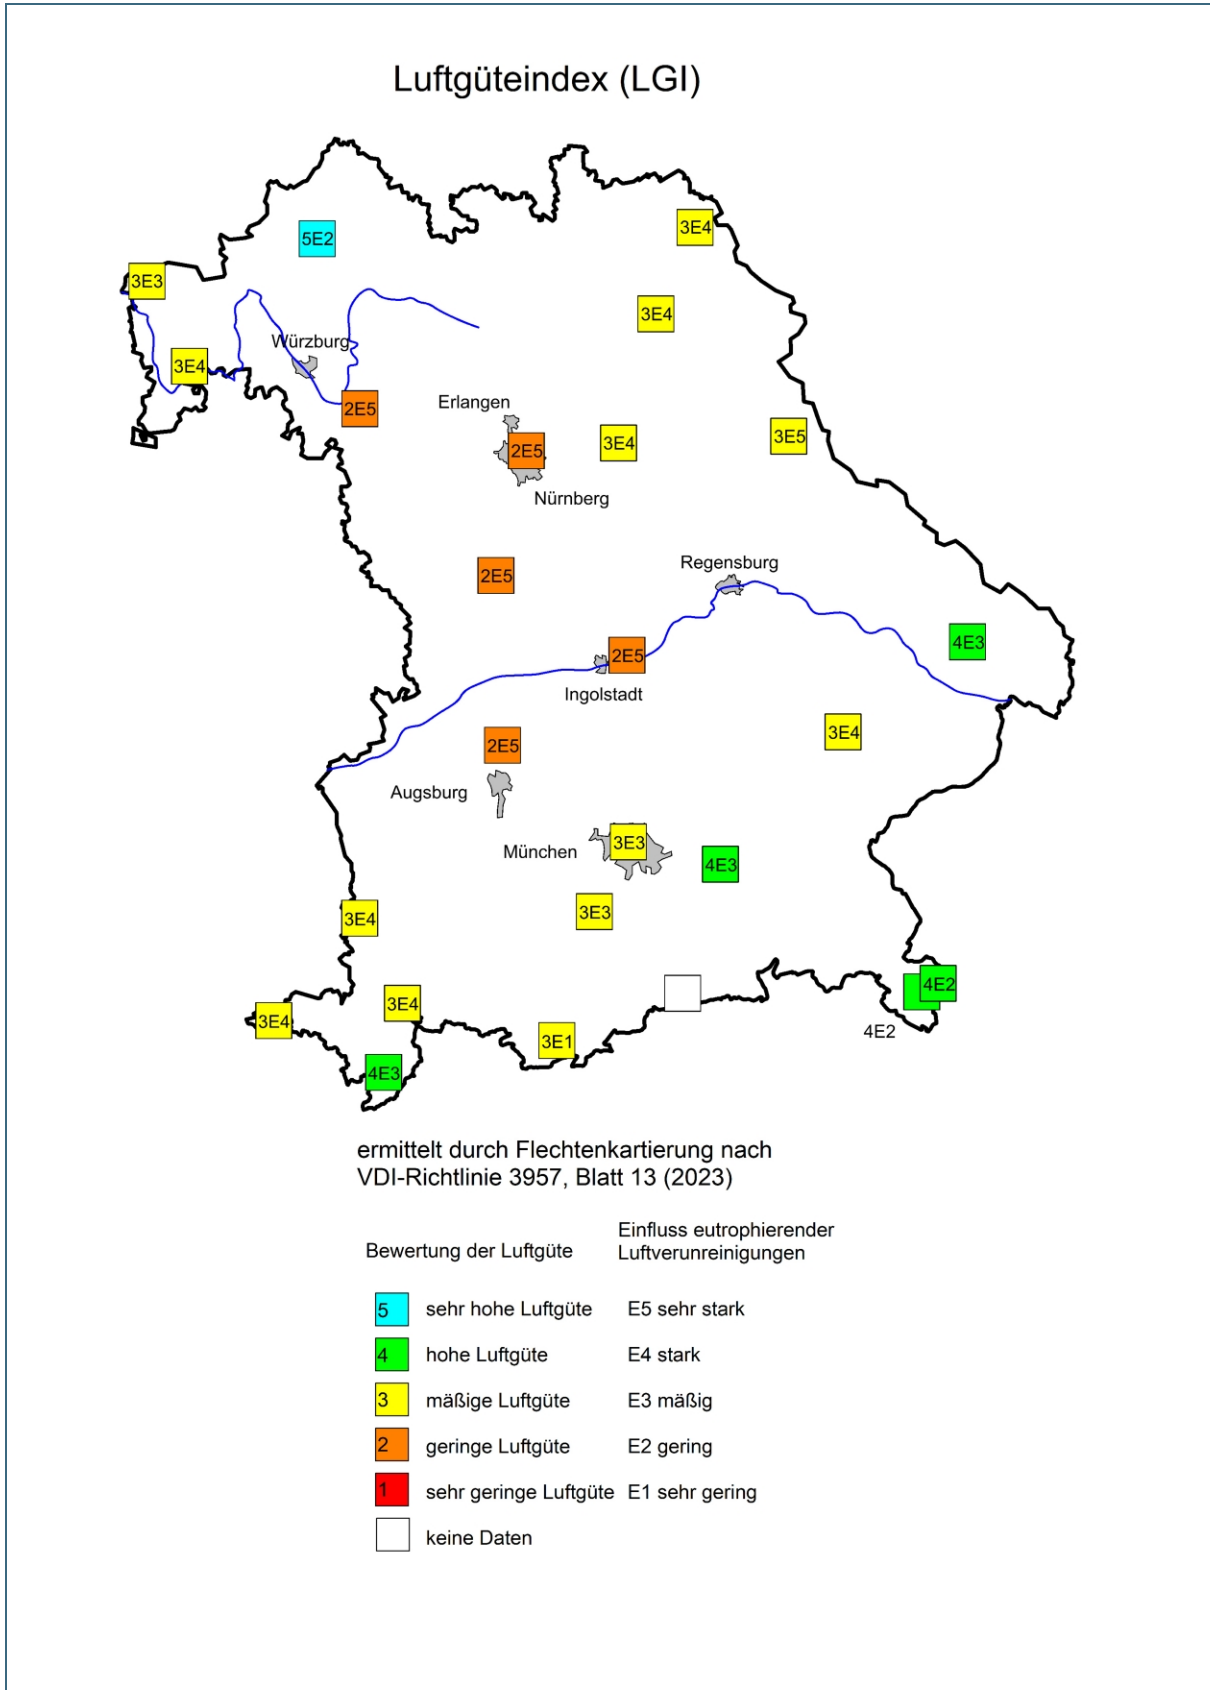 Luftgüteindex (LGI)
3E4
5E2
3E3
3E4
Würzburg
3E4
Erlangen
2E5
3E5
3E4
2E5
Nürnberg
Regensburg
2E5
4E3
2E5
Ingolstadt
3E4
2E5
Augsburg
3E3
München
4E3
3E3
3E4
4E2
3E4
3E4
4E2
3E1
4E3
ermittelt durch Flechtenkartierung nach
VDI-Richtlinie 3957, Blatt 13 (2023)
Bewertung der Luftgüte
Einfluss eutrophierender
Luftverunreinigungen
5 sehr hohe Luftgüte E5 sehr stark
4 hohe Luftgüte E4 stark
3 mäßige Luftgüte E3 mäßig
2 geringe Luftgüte E2 gering
1 sehr geringe Luftgüte E1 sehr gering
keine Daten